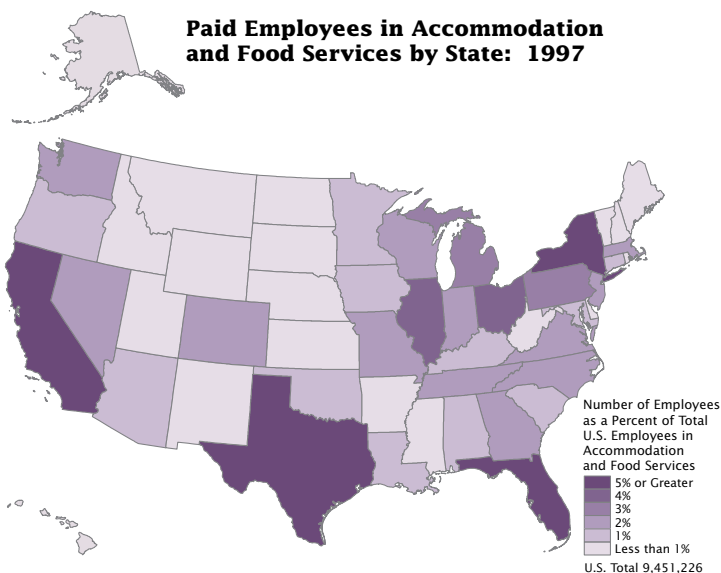 Paid Employees in Accommodation
and Food Services by State:  1997
Number of Employees
as a Percent of Total
U.S. Employees in
Accommodation
and Food Services
5% or Greater
4%
3%
2%
1%
Less than 1%
U.S. Total 9,451,226